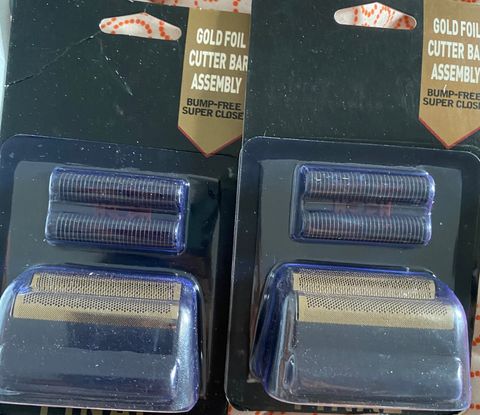 GOLD FOIL
CUTTER BAR
ASSEMBLY
BUMP-FREE
SUPER CLOSE
GOLD FOIL
CUTTER BAR
ASSEMBLY
BUMP-FREE
SUPER CLOSE